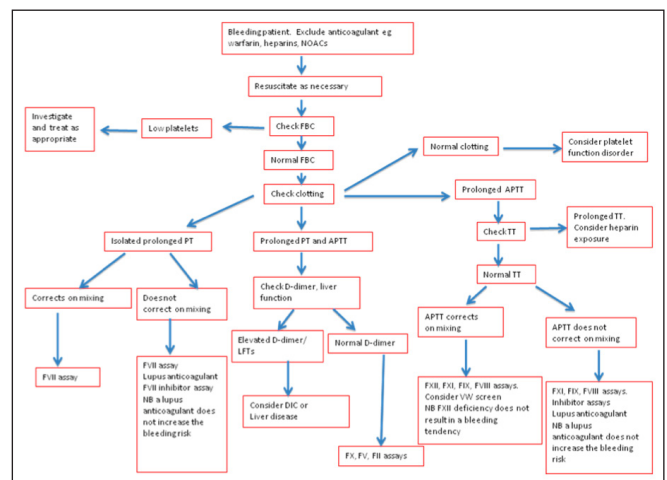 Bleeding patient. Exclude anticoagulant eg
warfarin, heparins, NOACs
Resuscitate as necessary
Investigate
and treat as
appropriate
Low platelets
Check FBC
Normal clotting
Consider platelet
function disorder
Normal FBC
Check clotting
Prolonged APTT
Isolated prolonged PT
Prolonged PT and APTT
Check TT
Prolonged TT.
Consider heparin
exposure
Check D-dimer, liver
function
Normal TT
Corrects on mixing
Does not
correct on mixing
APTT corrects
on mixing
APTT does not
correct on mixing
Elevated D-dimer/
LFTs
Normal D-dimer
FVII assay
FVII assay
Lupus anticoagulant
FVII inhibitor assay
NB a lupus
anticoagulant does
not increase the
bleeding risk
Consider DIC or
Liver disease
FXII, FXI, FIX, FVIII assays.
Consider VW screen
NB FXII deficiency does not
result in a bleeding
tendency
FXI, FIX, FVIII assays.
Inhibitor assays
Lupus anticoagulant
NB a lupus
anticoagulant does not
increase the bleeding
risk
FX, FV, FII assays